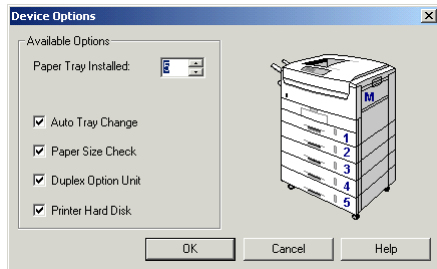 Device Options
Available Options
Paper Tray Installed:
Auto Tray Change
Paper Size Check
Duplex Option Unit
Printer Hard Disk
M
1
2
3
4
5
OK
Cancel
Help